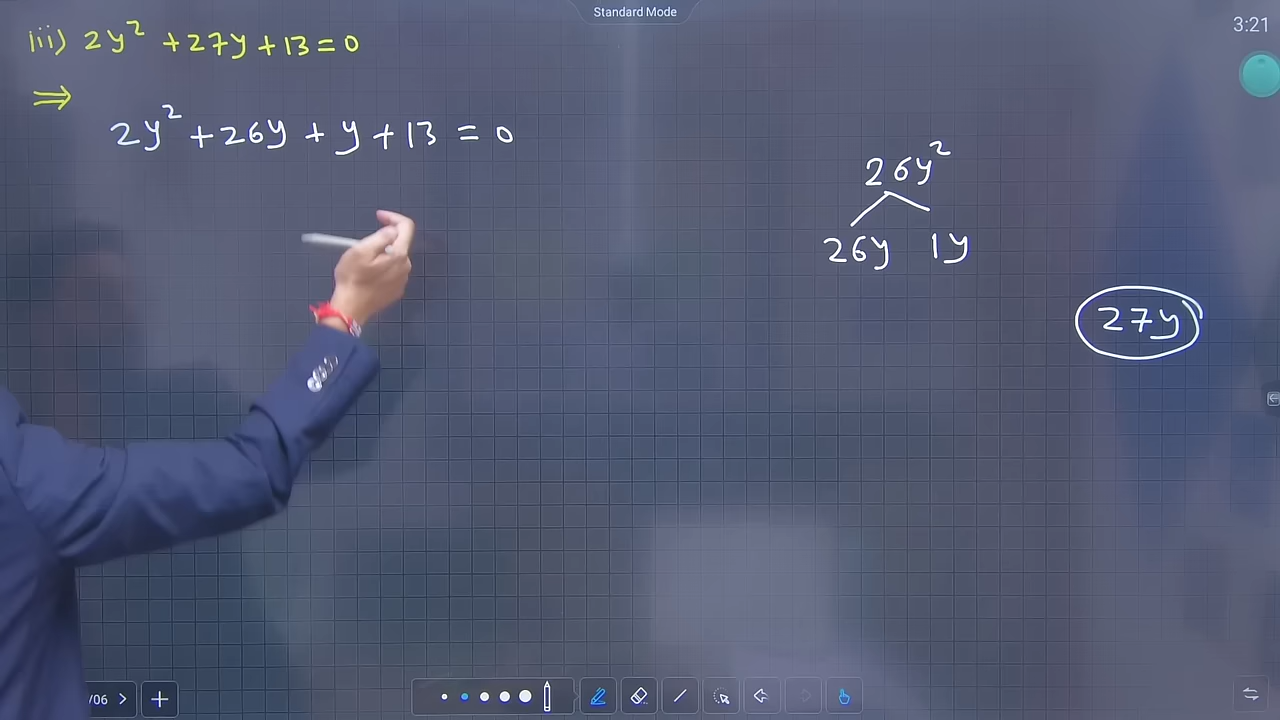 Standard Mode
3:21
iii) 2y² + 27y + 13 = 0
⇒
2y² + 26y + y + 13 = 0
26y²
26y 1y
27y
/06